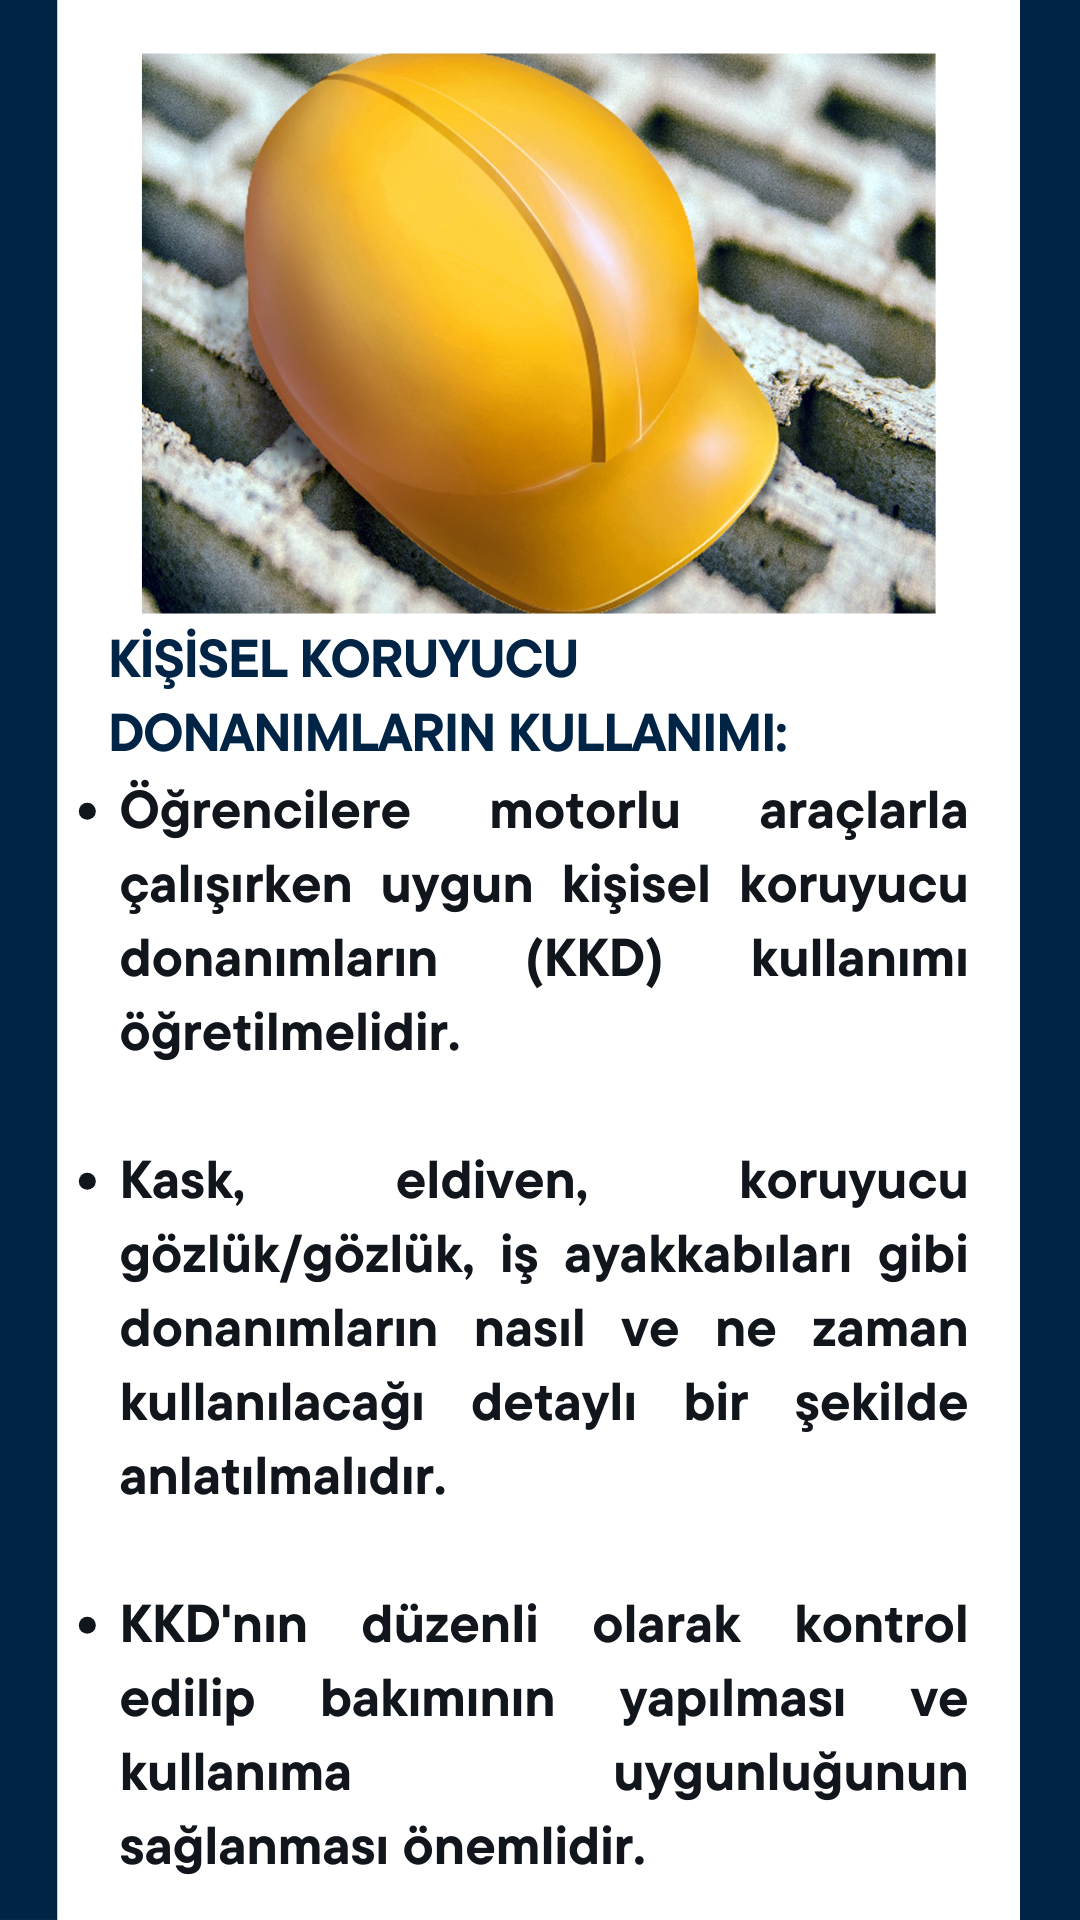 KİŞİSEL KORUYUCU
DONANIMLARIN KULLANIMI:
• Öğrencilere motorlu araçlarla
çalışırken uygun kişisel koruyucu
donanımların (KKD) kullanımı
öğretilmelidir.
• Kask, eldiven, koruyucu
gözlük/gözlük, iş ayakkabıları gibi
donanımların nasıl ve ne zaman
kullanılacağı detaylı bir şekilde
anlatılmalıdır.
• KKD'nın düzenli olarak kontrol
edilip bakımının yapılması ve
kullanıma uygunluğunun
sağlanması önemlidir.